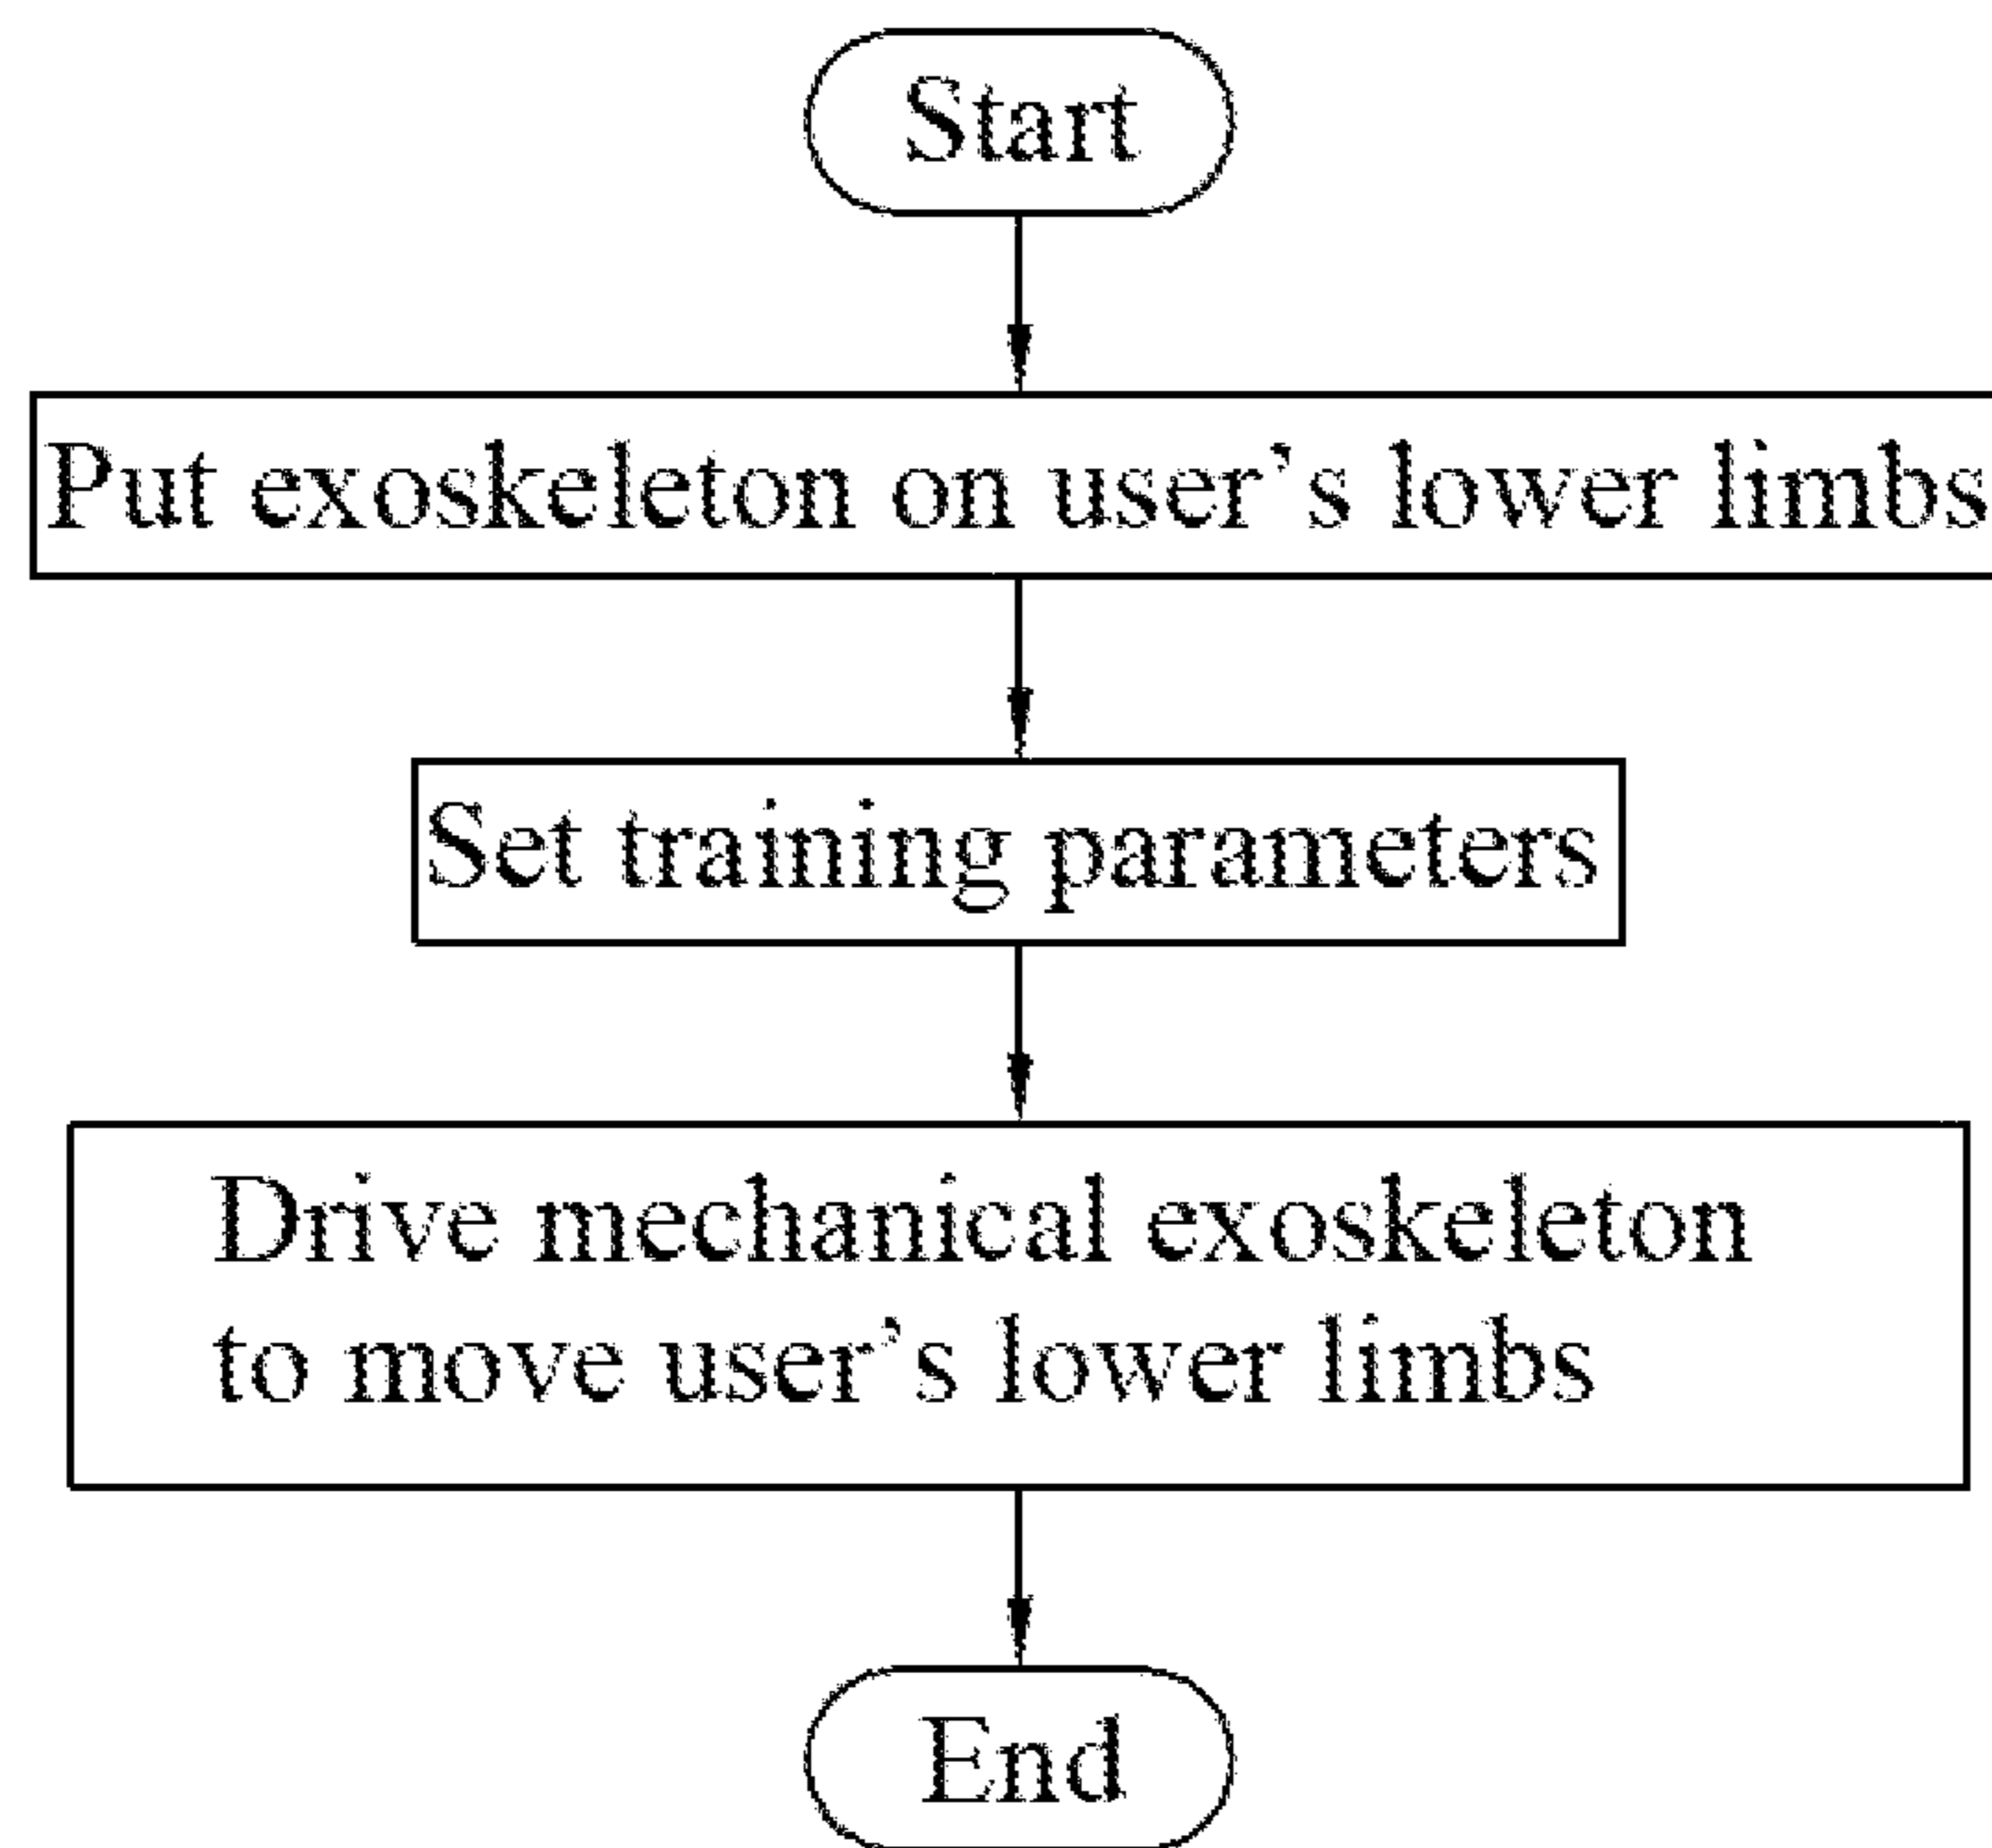 Start
Put exoskeleton on user's lower limbs
Set training parameters
Drive mechanical exoskeleton
to move user's lower limbs
End